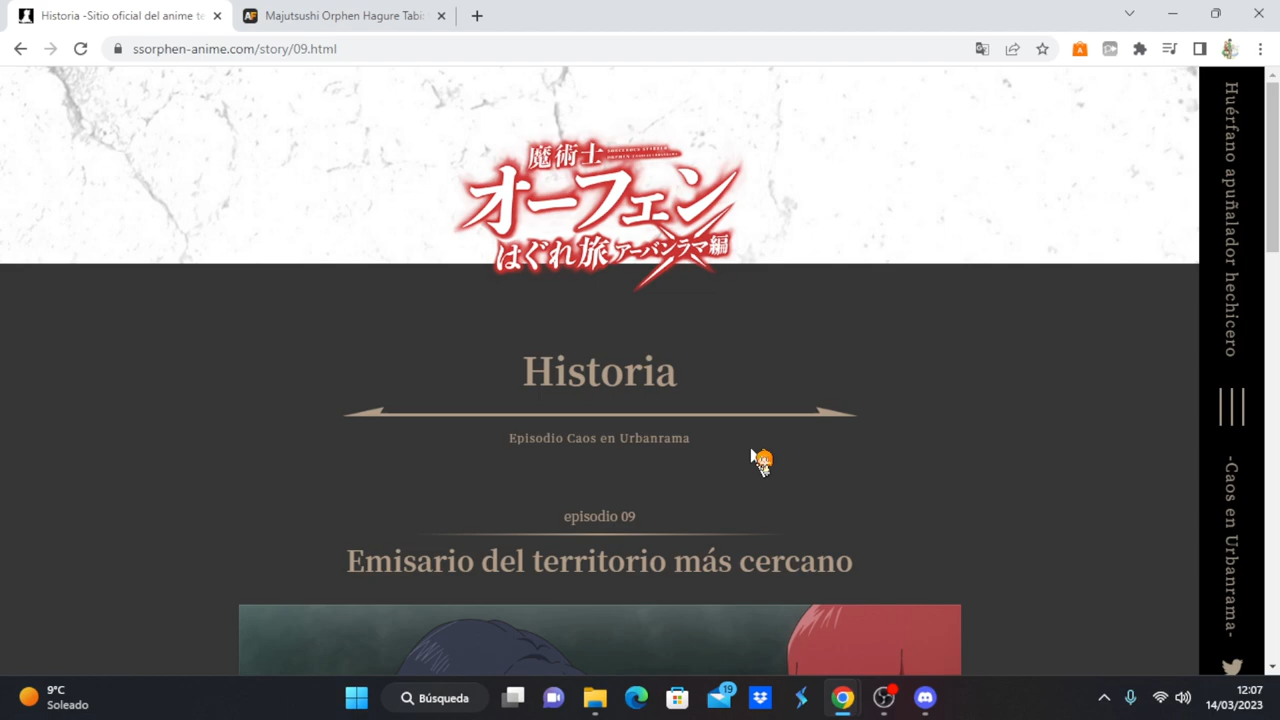 Historia -Sitio oficial del anime te
Majutsushi Orphen Hagure Tabi:
ssorphen-anime.com/story/09.html
魔術士
オーフェン
はぐれ旅 アーバンラマ編
Huérfano apuñalador hechicero
-Caos en Urbanrama-
Historia
Episodio Caos en Urbanrama
episodio 09
Emisario del territorio más cercano
9°C
Soleado
Búsqueda
19
12:07
14/03/2023